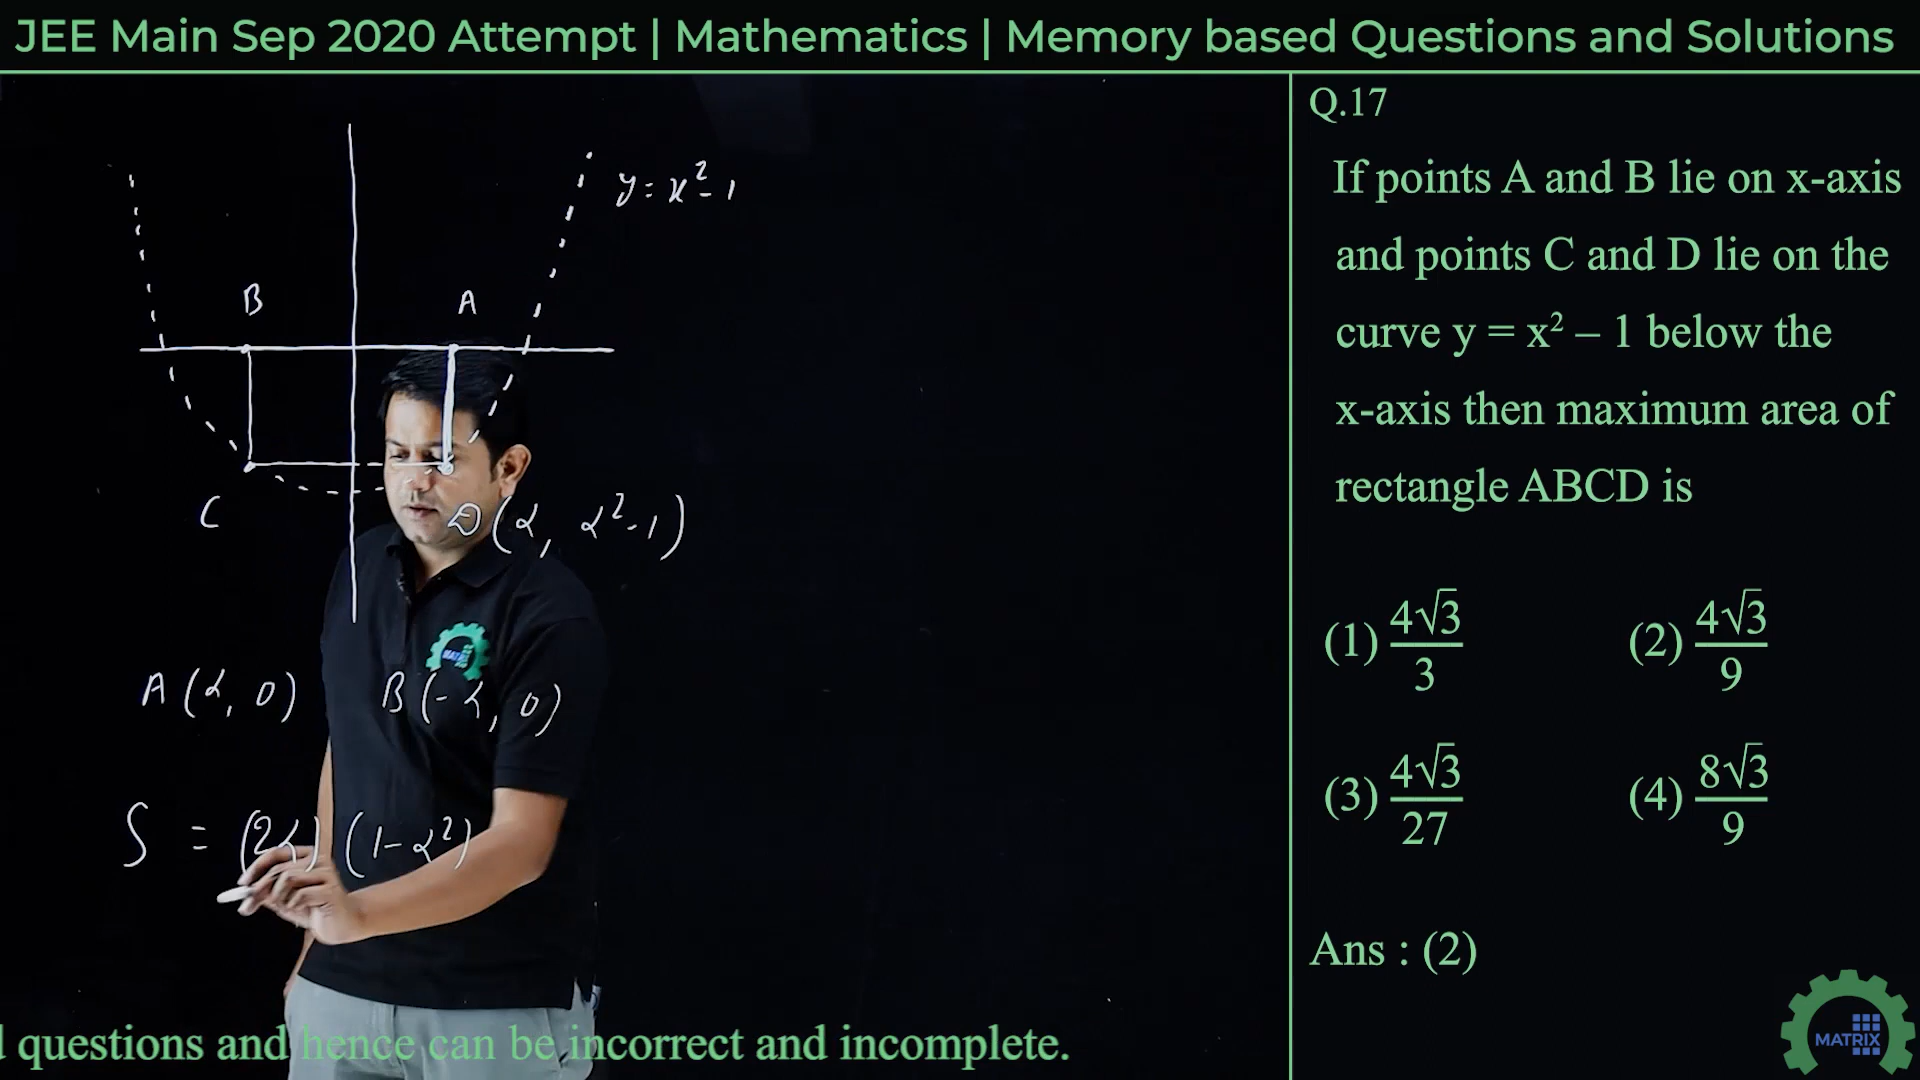 JEE Main Sep 2020 Attempt | Mathematics | Memory based Questions and Solutions
y = x² - 1
B A
C D (α, α² - 1)
A (α, 0) B (-α, 0)
S = (2α) (1 - α²)
questions and hence can be incorrect and incomplete.
Q.17
If points A and B lie on x-axis
and points C and D lie on the
curve y = x² – 1 below the
x-axis then maximum area of
rectangle ABCD is
(1) 4√3/3 (2) 4√3/9
(3) 4√3/27 (4) 8√3/9
Ans : (2)
MATRIX